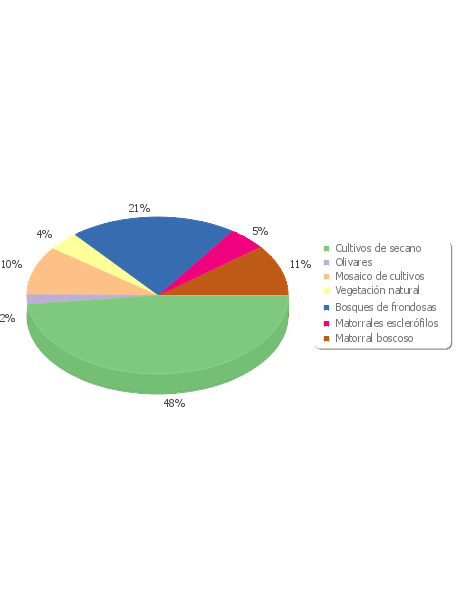 21%
4%
5%
10%
11%
2%
48%
Cultivos de secano
Olivares
Mosaico de cultivos
Vegetación natural
Bosques de frondosas
Matorrales esclerófilos
Matorral boscoso